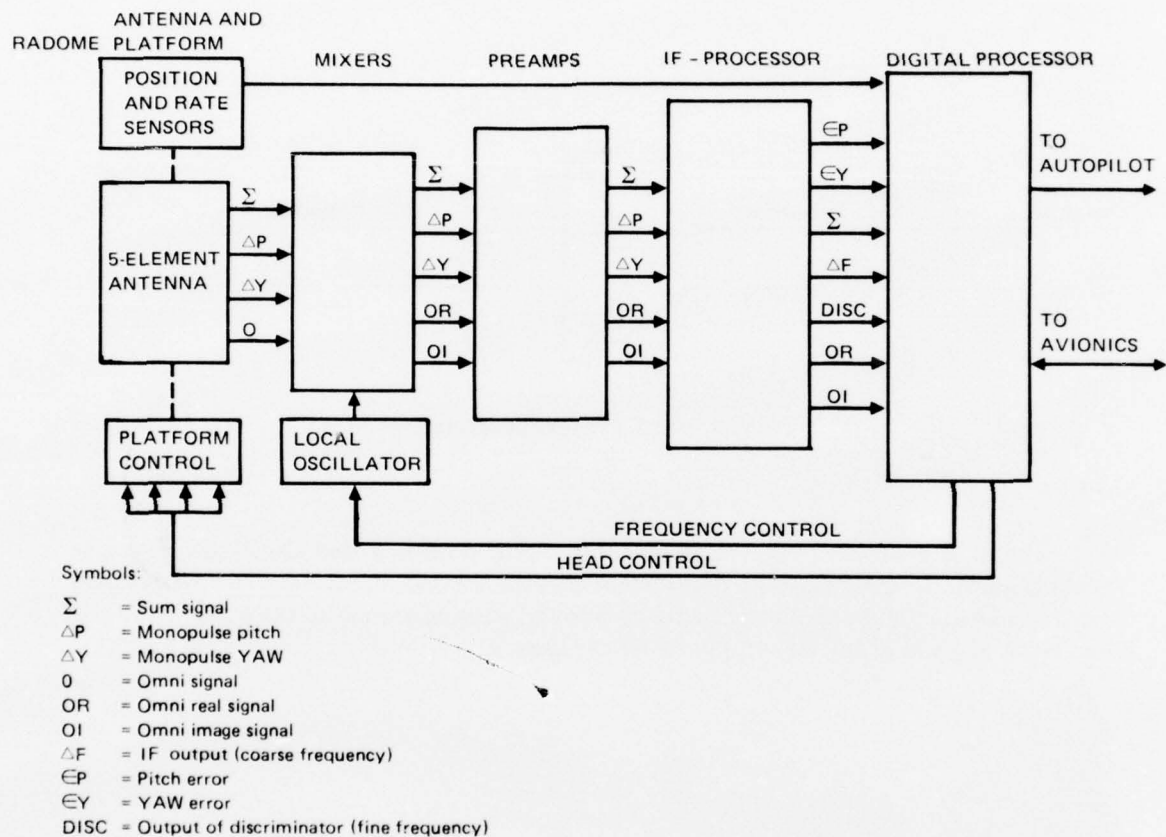 ANTENNA AND
RADOME PLATFORM
MIXERS
PREAMPS
IF - PROCESSOR
DIGITAL PROCESSOR
POSITION
AND RATE
SENSORS
5-ELEMENT
ANTENNA
Σ
△P
△Y
O
Σ
△P
△Y
OR
OI
Σ
△P
△Y
OR
OI
∈P
∈Y
Σ
△F
DISC
OR
OI
TO
AUTOPILOT
TO
AVIONICS
PLATFORM
CONTROL
LOCAL
OSCILLATOR
FREQUENCY CONTROL
HEAD CONTROL
Symbols:
Σ = Sum signal
△P = Monopulse pitch
△Y = Monopulse YAW
0 = Omni signal
OR = Omni real signal
OI = Omni image signal
△F = IF output (coarse frequency)
∈P = Pitch error
∈Y = YAW error
DISC = Output of discriminator (fine frequency)